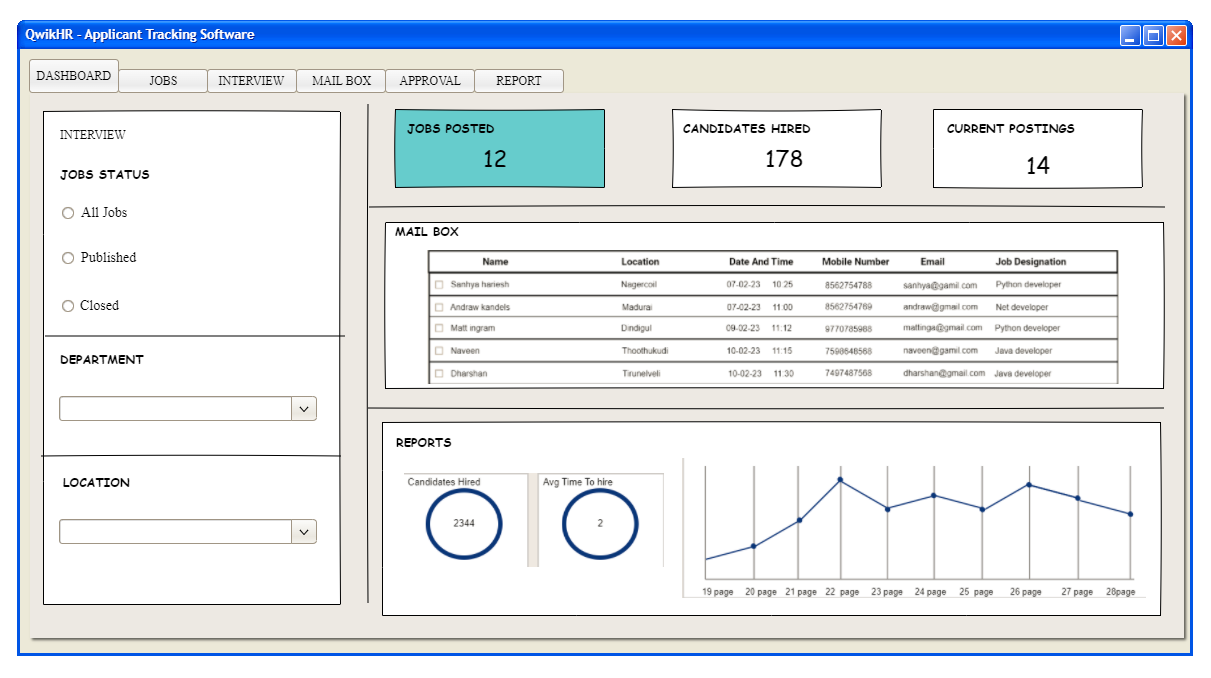 QwikHR - Applicant Tracking Software
DASHBOARD JOBS INTERVIEW MAIL BOX APPROVAL REPORT
INTERVIEW
JOBS STATUS
All Jobs
Published
Closed
DEPARTMENT
LOCATION
JOBS POSTED
12
CANDIDATES HIRED
178
CURRENT POSTINGS
14
MAIL BOX
Name Location Date And Time Mobile Number Email Job Designation
Sanhya hariesh Nagercoil 07-02-23 10:25 8562754788 sanhya@gamil.com Python developer
Andraw kandels Madurai 07-02-23 11:00 8562754769 andraw@gmail.com Net developer
Matt ingram Dindigul 09-02-23 11:12 9770785988 mattinga@gmail.com Python developer
Naveen Thoothukudi 10-02-23 11:15 7598648568 naveen@gamil.com Java developer
Dharshan Tirunelveli 10-02-23 11:30 7497487568 dharshan@gmail.com Java developer
REPORTS
Candidates Hired
2344
Avg Time To hire
2
19 page 20 page 21 page 22 page 23 page 24 page 25 page 26 page 27 page 28page